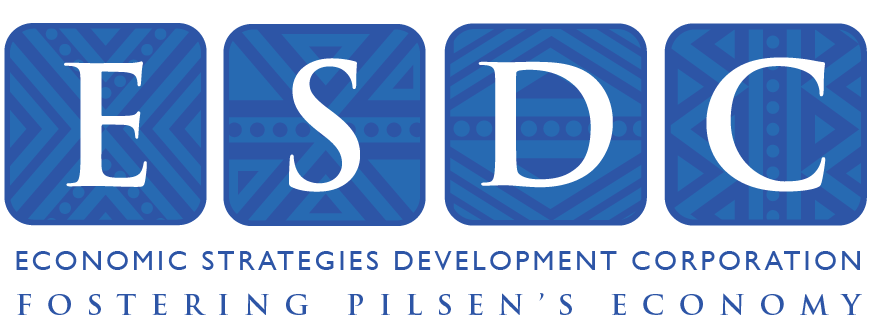 ESDC
ECONOMIC STRATEGIES DEVELOPMENT CORPORATION
FOSTERING PILSEN'S ECONOMY